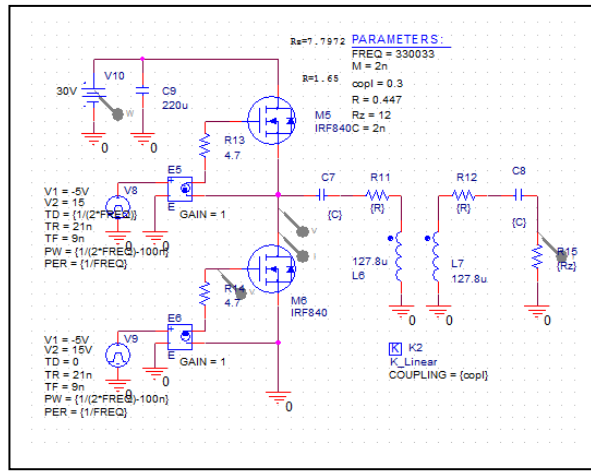 Rz=7.7972
PARAMETERS:
FREQ = 330033
M = 2n
R=1.65
copl = 0.3
R = 0.447
Rz = 12
C = 2n
V10
30V
W
C9
220u
0
0
M5
IRF840
R13
4.7
E5
E
GAIN = 1
V1 = -5V
V2 = 15
TD = {1/(2*FREQ)}
TR = 21n
TF = 9n
PW = {1/(2*FREQ)-100n}
PER = {1/FREQ}
V8
0
0
C7
{C}
R11
{R}
R12
{R}
C8
{C}
V
I
127.8u
L6
L7
127.8u
R15
{Rz}
0
0
0
R14
4.7
V
M6
IRF840
E6
E
GAIN = 1
V1 = -5V
V2 = 15V
TD = 0
TR = 21n
TF = 9n
PW = {1/(2*FREQ)-100n}
PER = {1/FREQ}
V9
0
0
0
K K2
K_Linear
COUPLING = {copl}